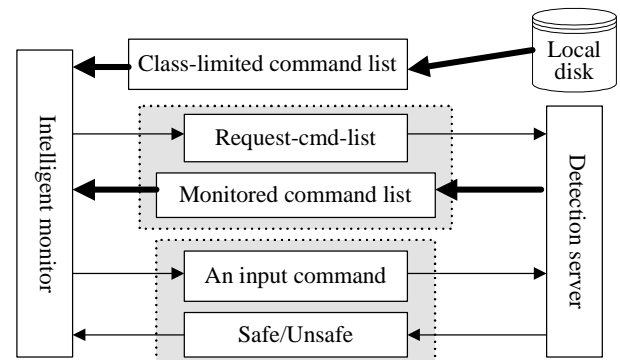 Class-limited command list
Local
disk
Intelligent monitor
Request-cmd-list
Monitored command list
Detection server
An input command
Safe/Unsafe